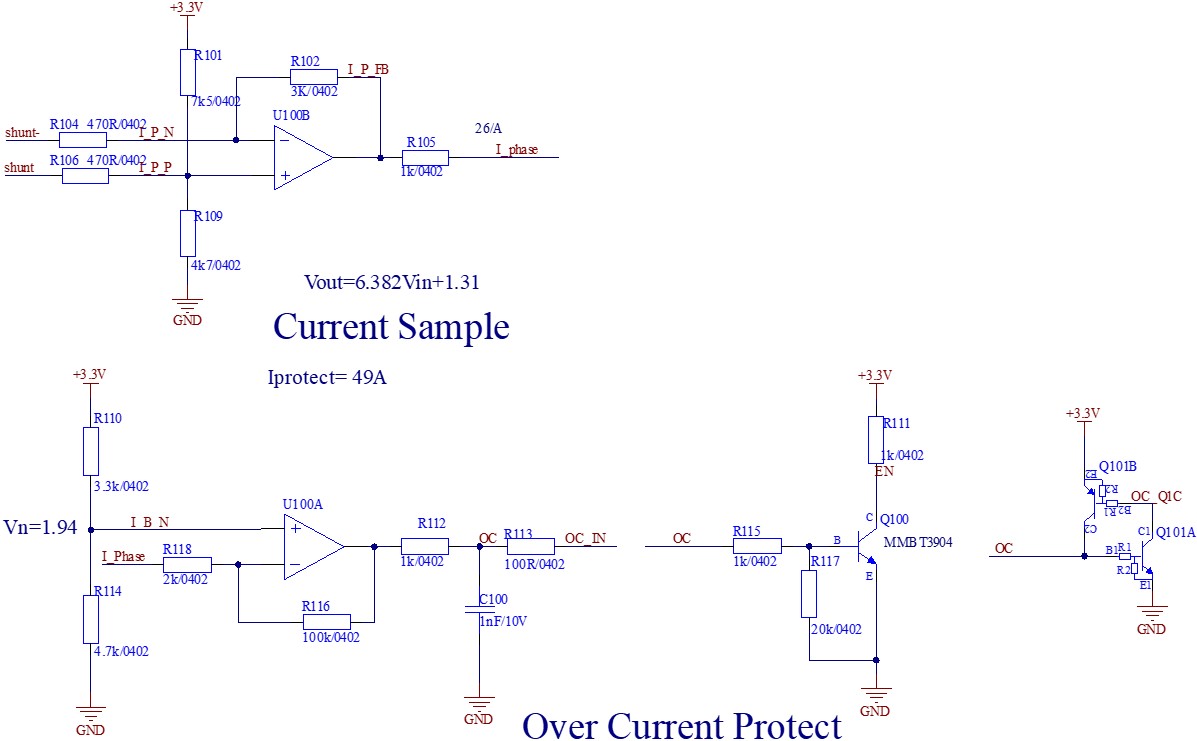 +3.3V
R101
7k5/0402
R102
3K/0402
I_P_FB
U100B
shunt-
R104 470R/0402
I_P_N
shunt
R106 470R/0402
I_P_P
R105
1k/0402
26/A
I_phase
R109
4k7/0402
GND
Vout=6.382Vin+1.31
Current Sample
Iprotect= 49A
+3.3V
R110
3.3k/0402
Vn=1.94
I_B_N
U100A
I_Phase
R118
2k/0402
R114
4.7k/0402
GND
R116
100k/0402
R112
1k/0402
OC
R113
100R/0402
OC_IN
C100
1nF/10V
GND
+3.3V
R111
1k/0402
EN
C
Q100
MMBT3904
OC
R115
1k/0402
B
E
R117
20k/0402
GND
+3.3V
E2
Q101B
R2
B2R1
OC_Q1C
C2
C1
Q101A
OC
B1
R1
R2
E1
GND
Over Current Protect